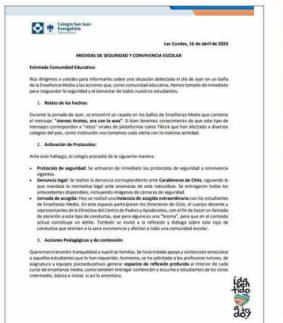 Colegio San Juan
Evangelista
Las Condes, 16 de abril de 2026
MEDIDAS DE SEGURIDAD Y CONVIVENCIA ESCOLAR
Estimada Comunidad Educativa:
Nos dirigimos a ustedes para informarles sobre una situación detectada el día de ayer en un baño
de la Enseñanza Media y las acciones que, como comunidad educativa, hemos tomado de inmediato
para resguardar la seguridad y el bienestar de todos nuestros estudiantes.
1. Relato de los hechos:
Durante la jornada de ayer, se encontró un rayado en los baños de Enseñanza Media que contenía
el mensaje: "viernes tiroteo, era con la wea". Si bien tenemos conocimiento de que este tipo de
mensajes corresponden a "retos" virales de plataformas como TikTok que han afectado a diversos
colegios del país, como institución nos tomamos cada alerta con la máxima seriedad.
2. Activación de Protocolos:
Ante este hallazgo, el colegio procedió de la siguiente manera:
• Protocolo de seguridad: Se activaron de inmediato los protocolos de seguridad y convivencia
vigentes.
• Denuncia legal: Se realizó la denuncia correspondiente ante Carabineros de Chile, siguiendo lo
que mandata la normativa legal ante amenazas de esta naturaleza. Se entregaron todos los
antecedentes disponibles, incluyendo imágenes de cámaras de seguridad.
• Jornada de acogida: Hoy se realizó una instancia de acogida extraordinaria con los estudiantes
de Enseñanza Media. En este espacio participaron los Directores de Ciclo, el cuerpo docente y
representantes de la Directiva del Centro de Padres y Apoderados, con el fin de hacer un llamado
de atención a este tipo de conductas, que para algunos es una "broma", pero que en el contexto
actual constituye un delito. También se invitó a la reflexión y diálogo sobre este tipo de
conductas que atentan a la sana convivencia y afectan a toda una comunidad escolar.
3. Acciones Pedagógicas y de contención
Queremos transmitir tranquilidad a nuestras familias. Se ha brindado apoyo y contención emocional
a aquellos estudiantes que lo han requerido. Asimismo, se ha solicitado a los profesores tutores, de
asignatura y equipos psicoeducativos generar espacios de reflexión profunda al interior de cada
curso de enseñanza media, como también entregar contención y escucha a estudiantes de los ciclos
intermedio, básica e inicial, si así lo ameritara.